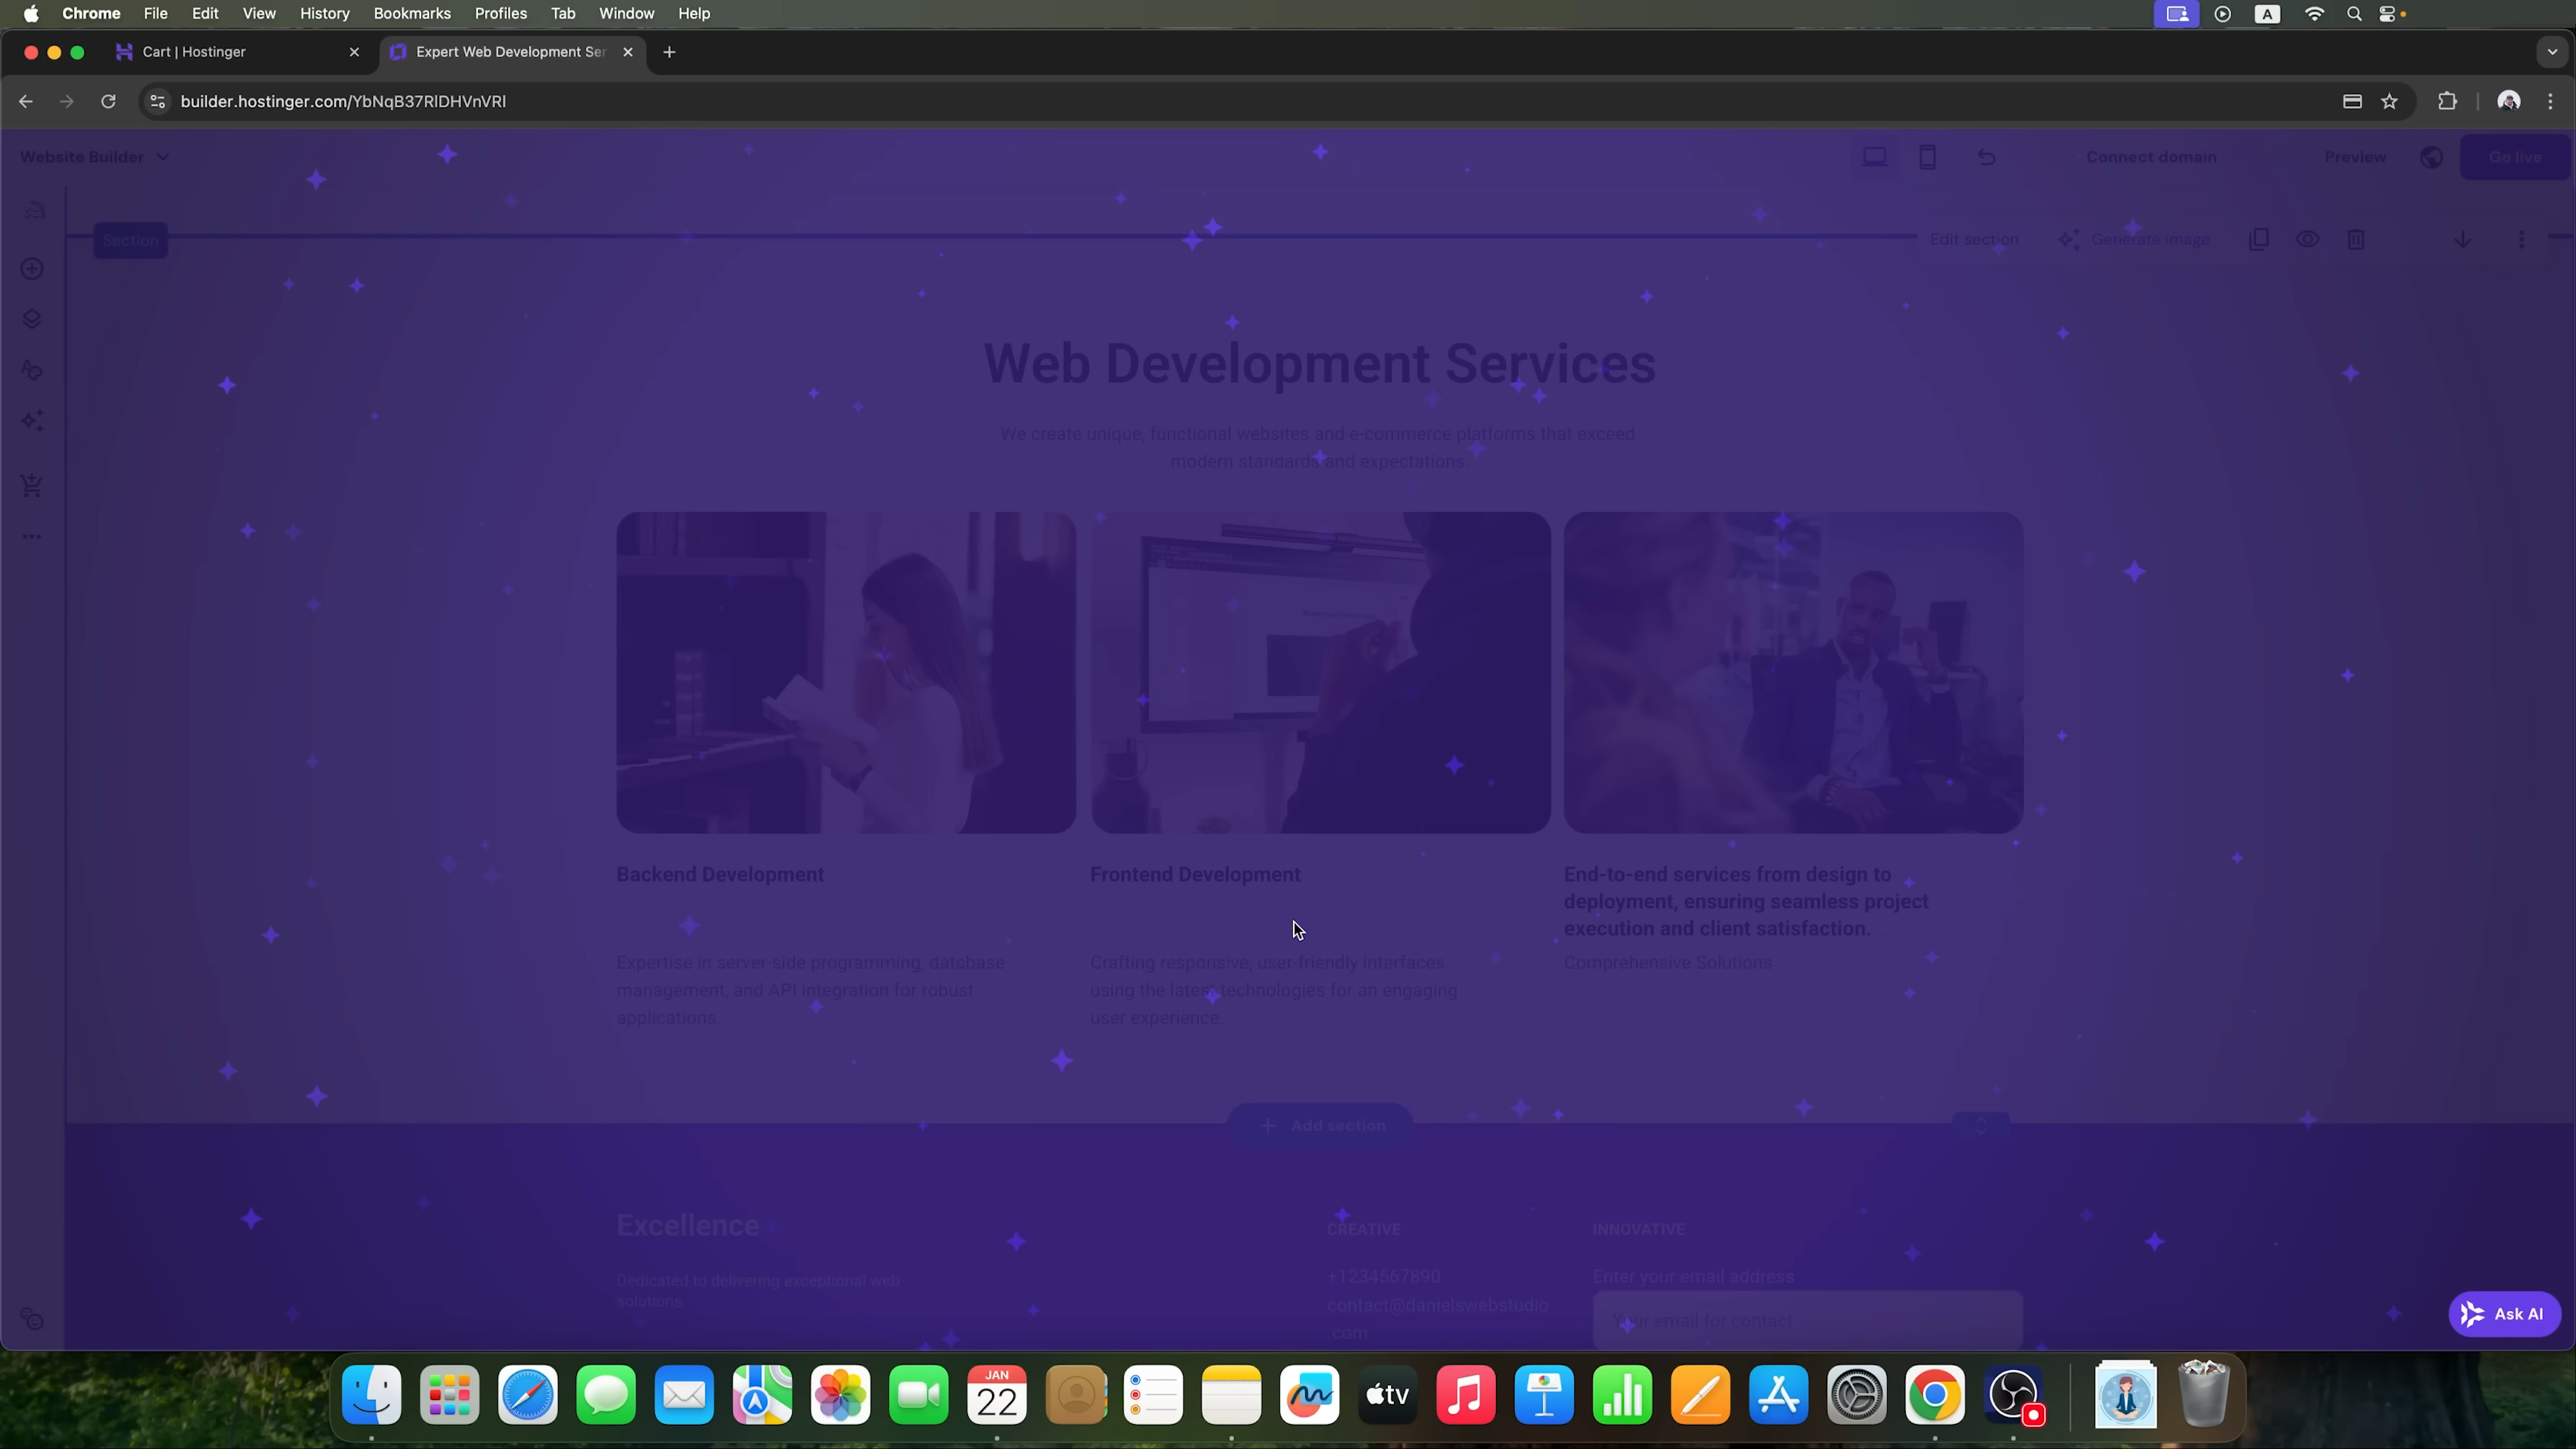 Chrome File Edit View History Bookmarks Profiles Tab Window Help A
Cart | Hostinger
Expert Web Development Ser
builder.hostinger.com/YbNqB37RlDHVnVRl
Website Builder
Connect domain
Preview
Go live
Section
Edit section
Generate image
Web Development Services
We create unique, functional websites and e-commerce platforms that exceed
modern standards and expectations.
Backend Development
Expertise in server-side programming, database
management, and API integration for robust
applications.
Frontend Development
Crafting responsive, user-friendly interfaces
using the latest technologies for an engaging
user experience.
End-to-end services from design to
deployment, ensuring seamless project
execution and client satisfaction.
Comprehensive Solutions
Add section
Excellence
Dedicated to delivering exceptional web
solutions.
CREATIVE
+1234567890
contact@danielswebstudio
.com
INNOVATIVE
Enter your email address
Your email for contact
Ask AI
JAN
22
tv